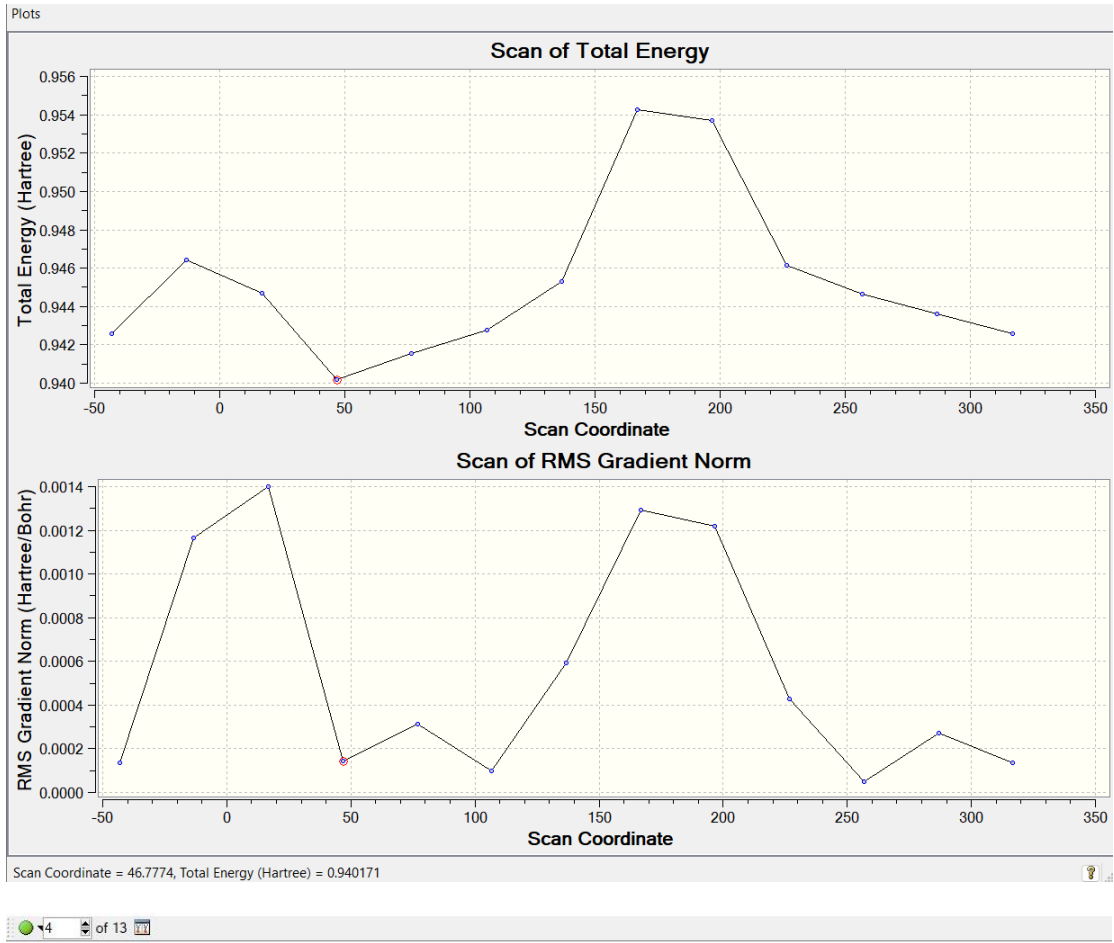 Plots
Scan of Total Energy
Total Energy (Hartree)
0.956
0.954
0.952
0.950
0.948
0.946
0.944
0.942
0.940
-50 0 50 100 150 200 250 300 350
Scan Coordinate
Scan of RMS Gradient Norm
RMS Gradient Norm (Hartree/Bohr)
0.0014
0.0012
0.0010
0.0008
0.0006
0.0004
0.0002
0.0000
-50 0 50 100 150 200 250 300 350
Scan Coordinate
Scan Coordinate = 46.7774, Total Energy (Hartree) = 0.940171
4 of 13